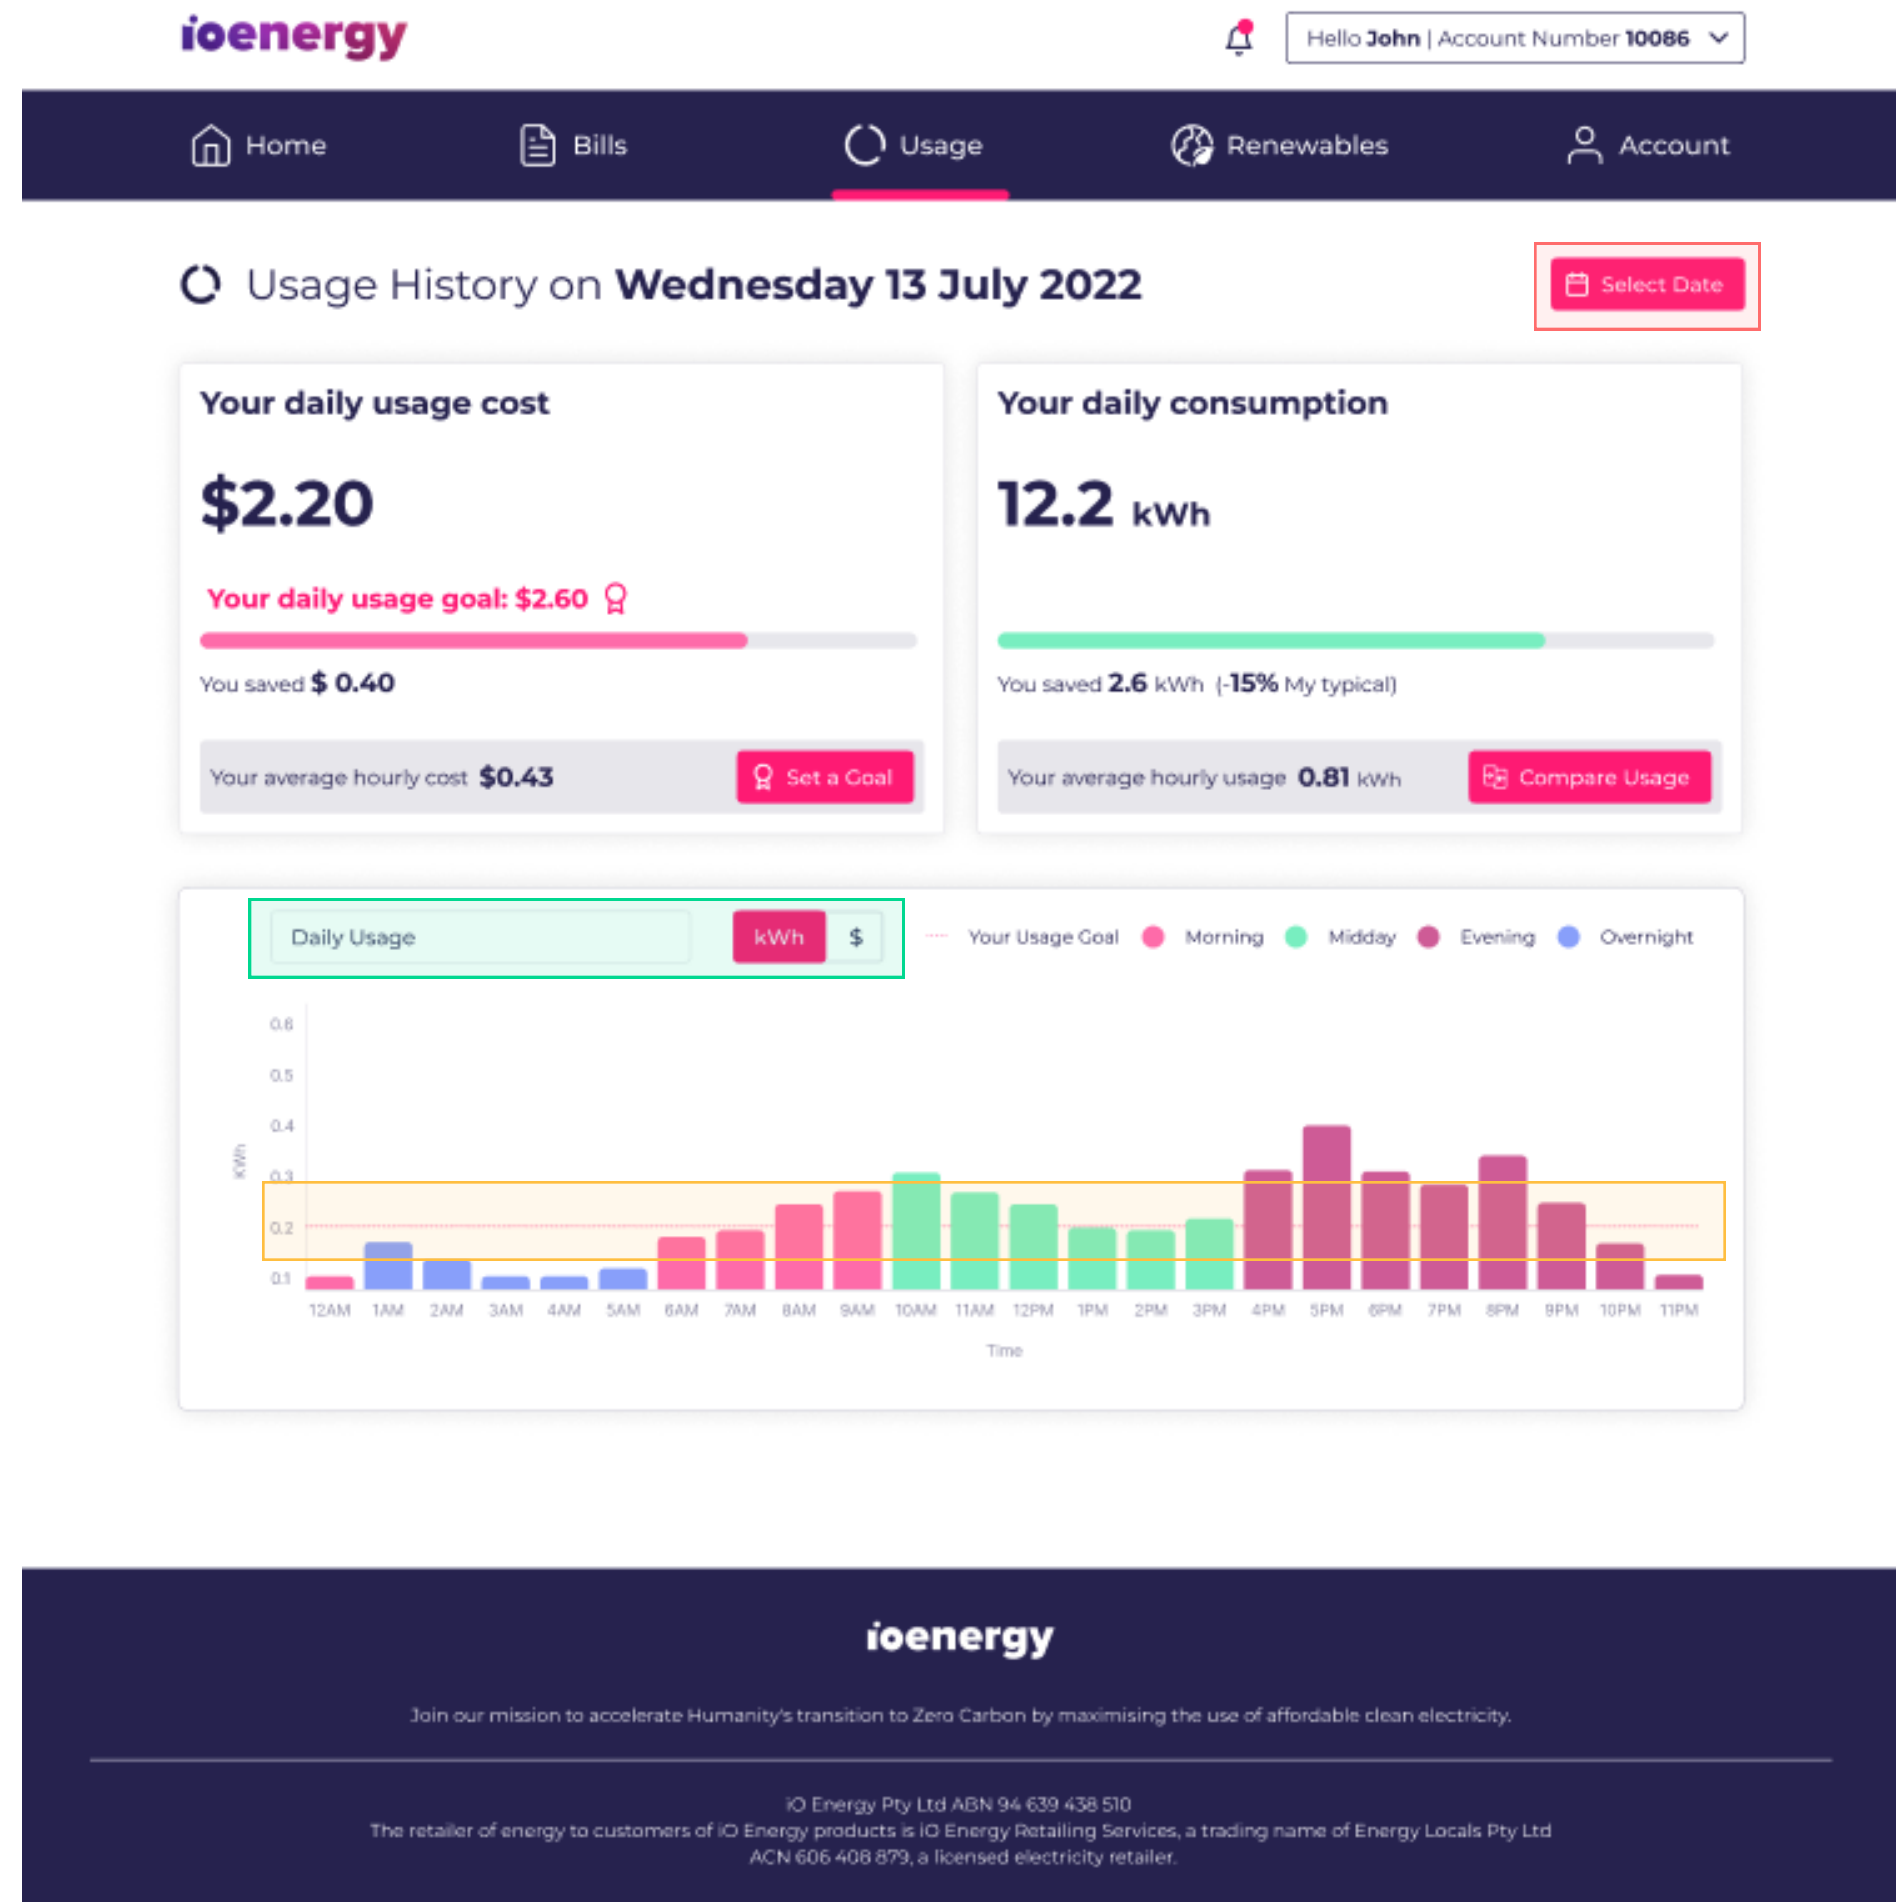 ioenergy
Hello John | Account Number 10086
Home
Bills
Usage
Renewables
Account
Usage History on Wednesday 13 July 2022
Select Date
Your daily usage cost
$2.20
Your daily usage goal: $2.60
You saved $ 0.40
Your average hourly cost $0.43
Set a Goal
Your daily consumption
12.2 kWh
You saved 2.6 kWh (-15% My typical)
Your average hourly usage 0.81 kWh
Compare Usage
Daily Usage
kWh
$
Your Usage Goal
Morning
Midday
Evening
Overnight
0.6
0.5
0.4
0.3
0.2
0.1
KWh
12AM 1AM 2AM 3AM 4AM 5AM 6AM 7AM 8AM 9AM 10AM 11AM 12PM 1PM 2PM 3PM 4PM 5PM 6PM 7PM 8PM 9PM 10PM 11PM
Time
ioenergy
Join our mission to accelerate Humanity's transition to Zero Carbon by maximising the use of affordable clean electricity.
iO Energy Pty Ltd ABN 94 639 438 510
The retailer of energy to customers of iO Energy products is iO Energy Retailing Services, a trading name of Energy Locals Pty Ltd
ACN 606 408 879, a licensed electricity retailer.